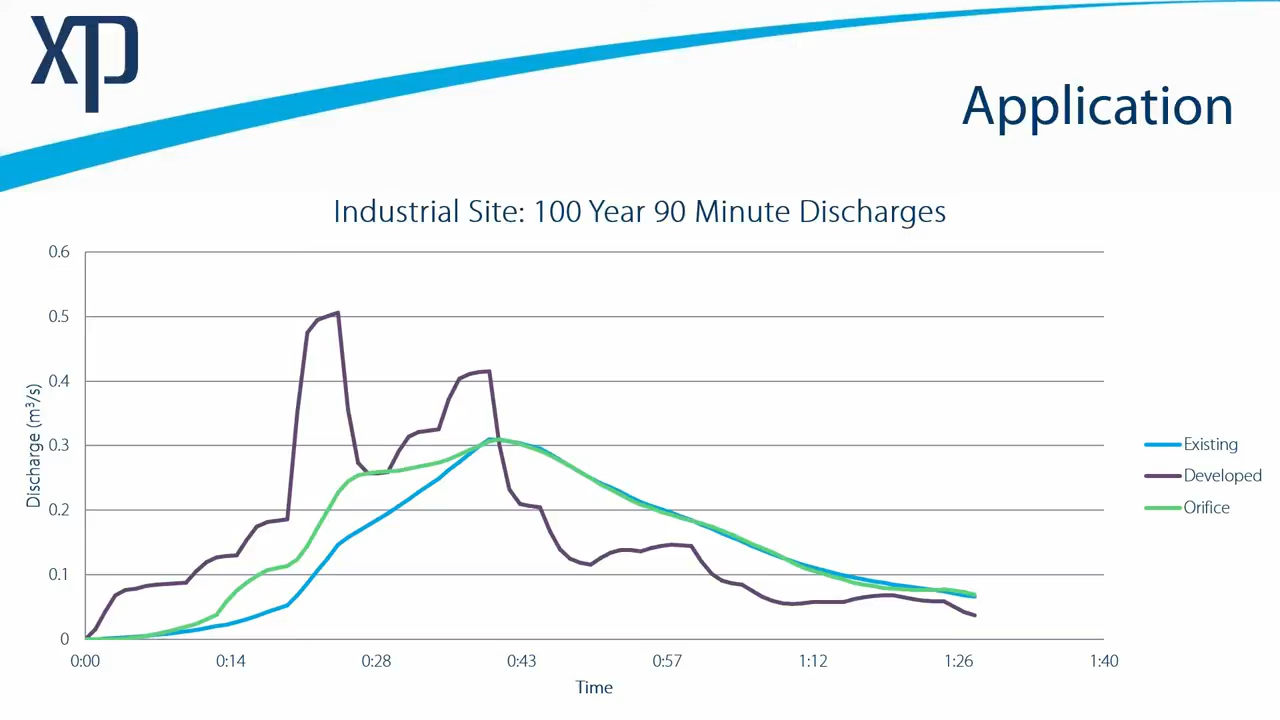 xp
Application
Industrial Site: 100 Year 90 Minute Discharges
0.6
0.5
0.4
0.3
0.2
0.1
0
Discharge (m³/s)
0:00 0:14 0:28 0:43 0:57 1:12 1:26 1:40
Time
Existing
Developed
Orifice